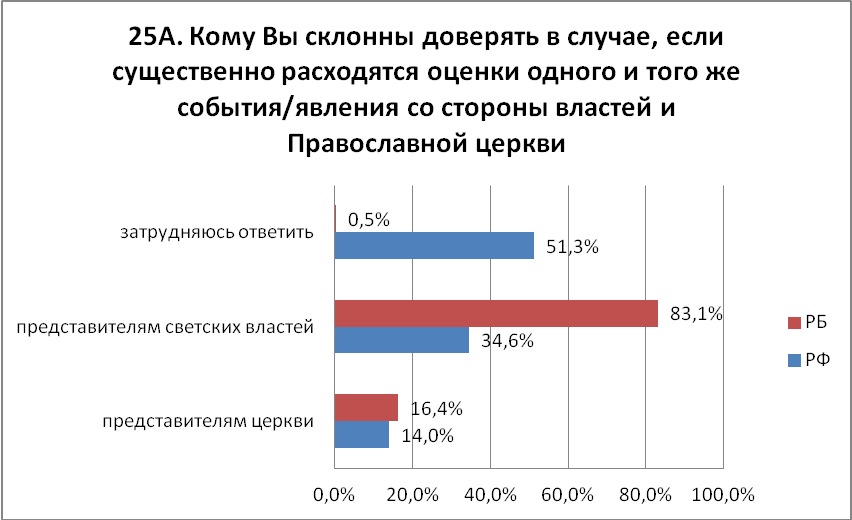 25А. Кому Вы склонны доверять в случае, если
существенно расходятся оценки одного и того же
события/явления со стороны властей и
Православной церкви
затрудняюсь ответить
0,5%
51,3%
представителям светских властей
83,1%
34,6%
представителям церкви
16,4%
14,0%
0,0% 20,0% 40,0% 60,0% 80,0% 100,0%
РБ
РФ